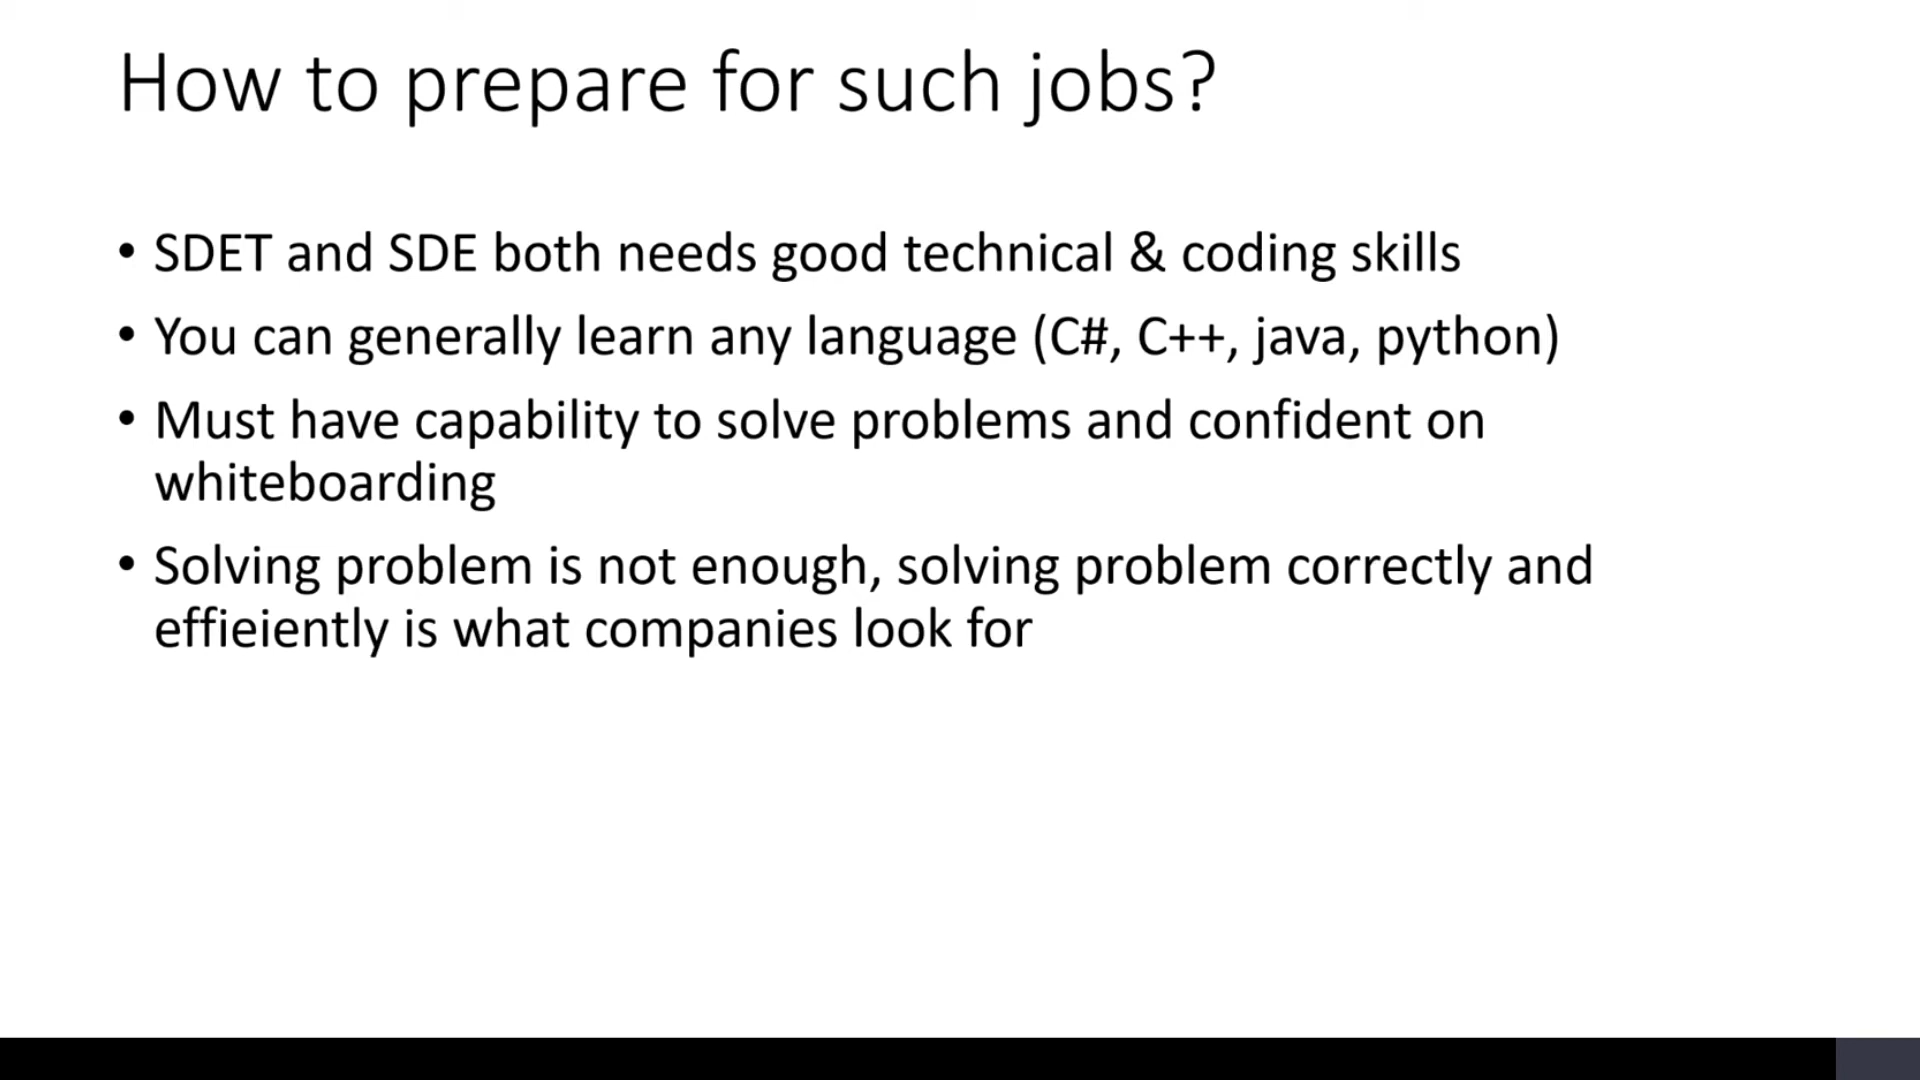 How to prepare for such jobs?
• SDET and SDE both needs good technical & coding skills
• You can generally learn any language (C#, C++, java, python)
• Must have capability to solve problems and confident on
whiteboarding
• Solving problem is not enough, solving problem correctly and
effieiently is what companies look for